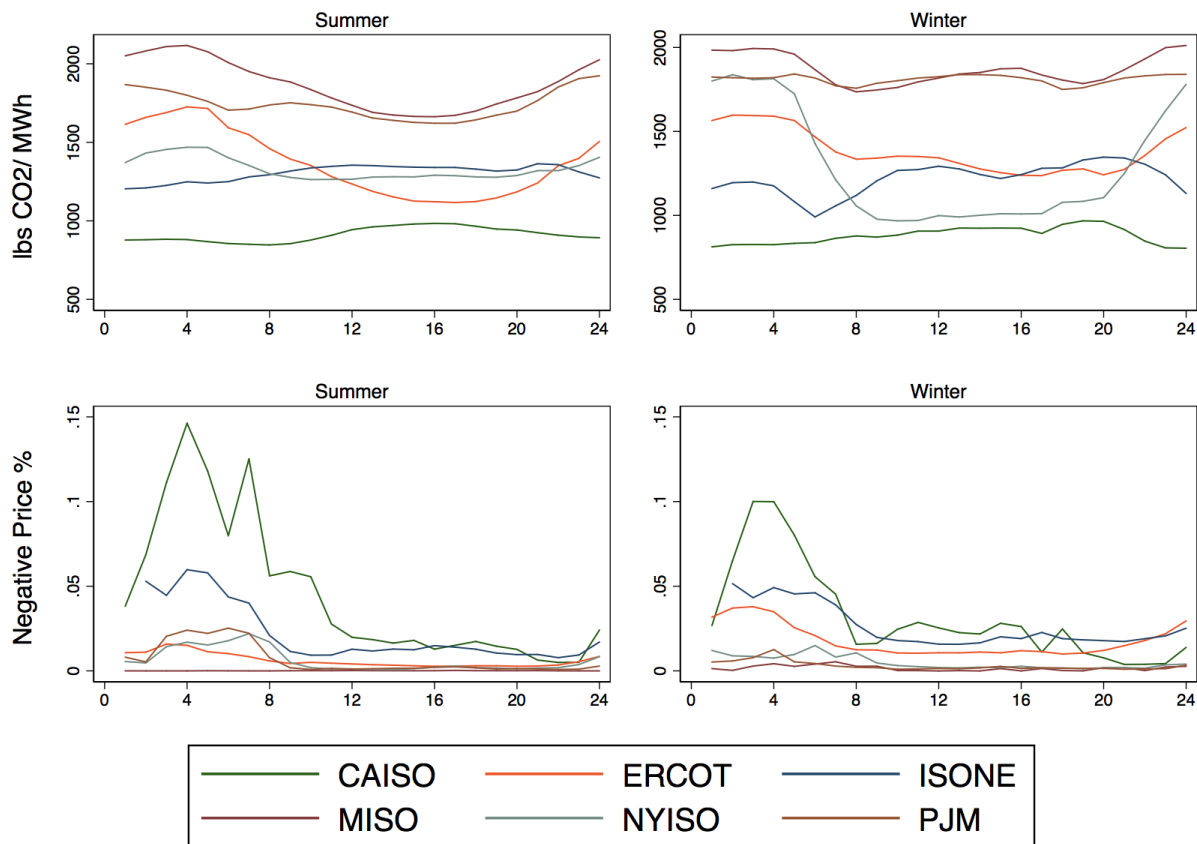 Summer
Winter
lbs CO2/ MWh
2000
1500
1000
500
0 4 8 12 16 20 24
2000
1500
1000
500
0 4 8 12 16 20 24
Summer
Winter
Negative Price %
.15
.1
.05
0
0 4 8 12 16 20 24
.15
.1
.05
0
0 4 8 12 16 20 24
CAISO ERCOT ISONE
MISO NYISO PJM